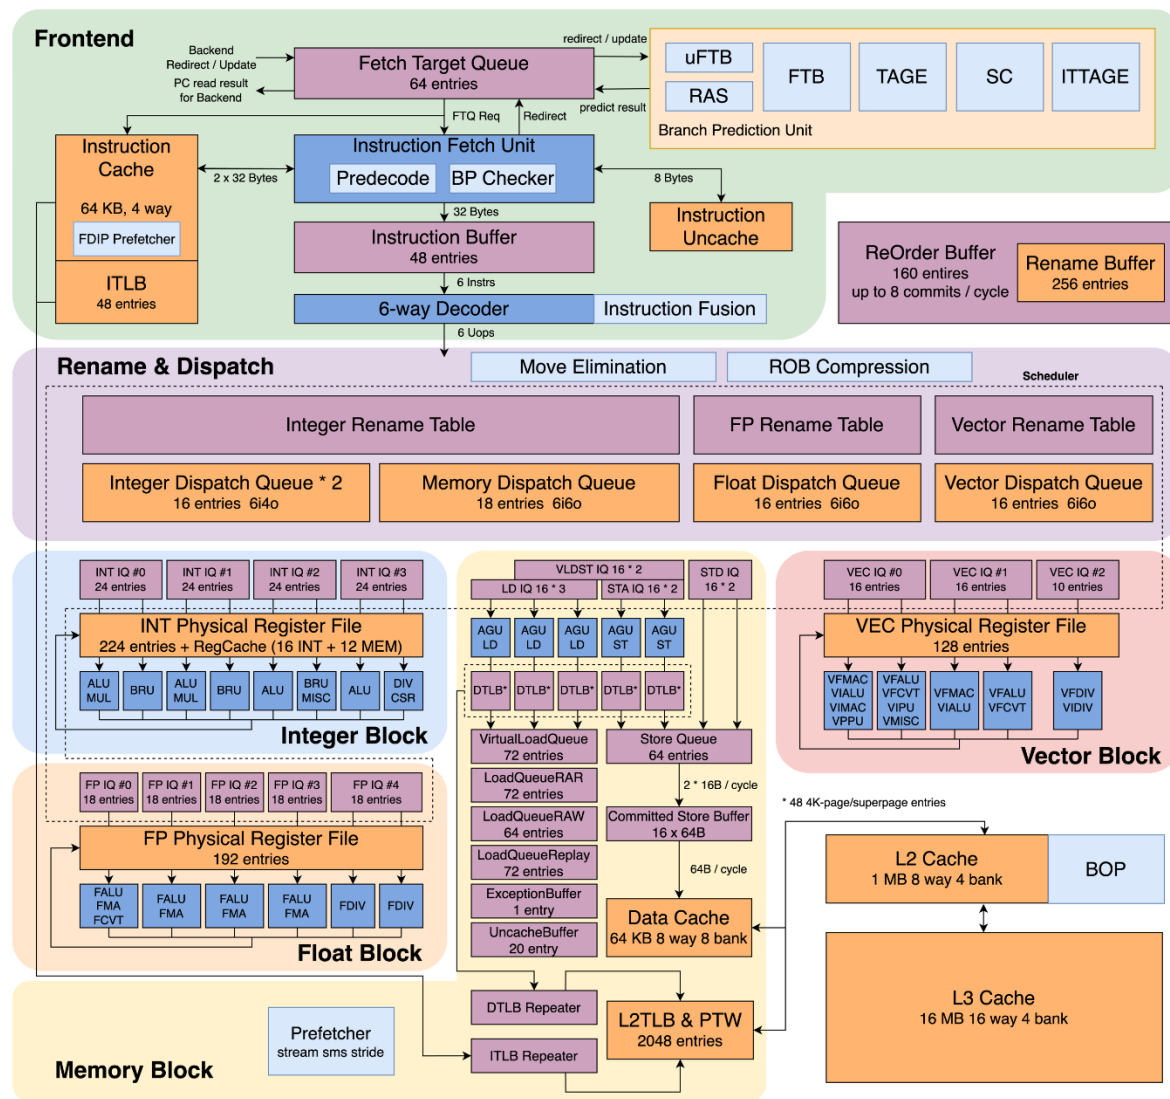 Frontend
Backend
Redirect / Update
PC read result
for Backend
Fetch Target Queue
64 entries
redirect / update
predict result
uFTB
RAS
FTB
TAGE
SC
ITTAGE
Branch Prediction Unit
FTQ Req
Redirect
Instruction
Cache
64 KB, 4 way
FDIP Prefetcher
ITLB
48 entries
2 x 32 Bytes
Instruction Fetch Unit
Predecode
BP Checker
8 Bytes
Instruction
Uncache
32 Bytes
Instruction Buffer
48 entries
6 Instrs
6-way Decoder
Instruction Fusion
6 Uops
ReOrder Buffer
160 entires
up to 8 commits / cycle
Rename Buffer
256 entries
Rename & Dispatch
Move Elimination
ROB Compression
Scheduler
Integer Rename Table
FP Rename Table
Vector Rename Table
Integer Dispatch Queue * 2
16 entries 6i4o
Memory Dispatch Queue
18 entries 6i6o
Float Dispatch Queue
16 entries 6i6o
Vector Dispatch Queue
16 entries 6i6o
INT IQ #0
24 entries
INT IQ #1
24 entries
INT IQ #2
24 entries
INT IQ #3
24 entries
INT Physical Register File
224 entries + RegCache (16 INT + 12 MEM)
ALU
MUL
BRU
ALU
MUL
BRU
ALU
BRU
MISC
ALU
DIV
CSR
Integer Block
FP IQ #0
18 entries
FP IQ #1
18 entries
FP IQ #2
18 entries
FP IQ #3
18 entries
FP IQ #4
18 entries
FP Physical Register File
192 entries
FALU
FMA
FCVT
FALU
FMA
FALU
FMA
FALU
FMA
FDIV
FDIV
Float Block
VLDST IQ 16 * 2
LD IQ 16 * 3
STA IQ 16 * 2
STD IQ
16 * 2
AGU
LD
AGU
LD
AGU
LD
AGU
ST
AGU
ST
DTLB*
DTLB*
DTLB*
DTLB*
DTLB*
VirtualLoadQueue
72 entries
LoadQueueRAR
72 entries
LoadQueueRAW
64 entries
LoadQueueReplay
72 entries
ExceptionBuffer
1 entry
UncacheBuffer
20 entry
Store Queue
64 entries
2 * 16B / cycle
Committed Store Buffer
16 x 64B
64B / cycle
Data Cache
64 KB 8 way 8 bank
DTLB Repeater
ITLB Repeater
L2TLB & PTW
2048 entries
Prefetcher
stream sms stride
Memory Block
VEC IQ #0
16 entries
VEC IQ #1
16 entries
VEC IQ #2
10 entries
VEC Physical Register File
128 entries
VFMAC
VIALU
VIMAC
VPPU
VFALU
VFCVT
VIPU
VMISC
VFMAC
VIALU
VFALU
VFCVT
VFDIV
VIDIV
Vector Block
* 48 4K-page/superpage entries
L2 Cache
1 MB 8 way 4 bank
BOP
L3 Cache
16 MB 16 way 4 bank